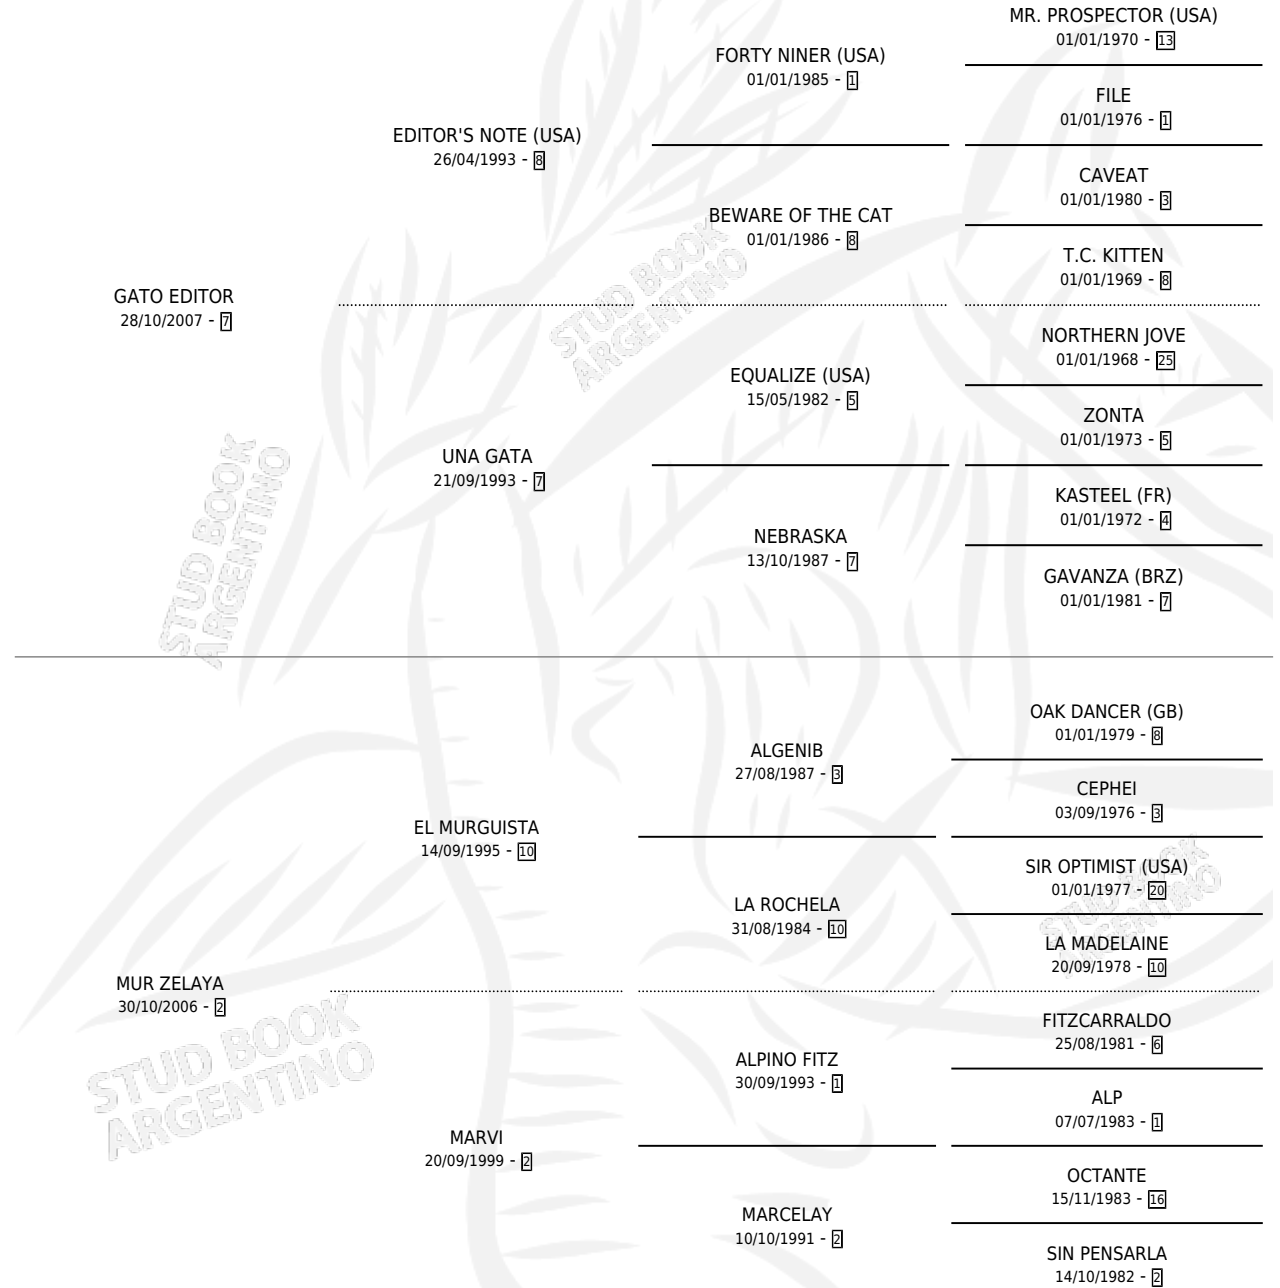 MR. PROSPECTOR (USA)
01/01/1970 - 13
FORTY NINER (USA)
01/01/1985 - 1
FILE
01/01/1976 - 1
EDITOR'S NOTE (USA)
26/04/1993 - 8
CAVEAT
01/01/1980 - 3
BEWARE OF THE CAT
01/01/1986 - 8
T.C. KITTEN
01/01/1969 - 8
GATO EDITOR
28/10/2007 - 7
NORTHERN JOVE
01/01/1968 - 25
EQUALIZE (USA)
15/05/1982 - 5
ZONTA
01/01/1973 - 5
UNA GATA
21/09/1993 - 7
KASTEEL (FR)
01/01/1972 - 4
NEBRASKA
13/10/1987 - 7
GAVANZA (BRZ)
01/01/1981 - 7
OAK DANCER (GB)
01/01/1979 - 8
ALGENIB
27/08/1987 - 3
CEPHEI
03/09/1976 - 3
EL MURGUISTA
14/09/1995 - 10
SIR OPTIMIST (USA)
01/01/1977 - 20
LA ROCHELA
31/08/1984 - 10
LA MADELAINE
20/09/1978 - 10
MUR ZELAYA
30/10/2006 - 2
FITZCARRALDO
25/08/1981 - 6
ALPINO FITZ
30/09/1993 - 1
ALP
07/07/1983 - 1
MARVI
20/09/1999 - 2
OCTANTE
15/11/1983 - 16
MARCELAY
10/10/1991 - 2
SIN PENSARLA
14/10/1982 - 2
STUD BOOK
ARGENTINO
STUD BOOK
ARGENTINO
STUD BOOK
ARGENTINO
STUD BOOK
ARGENTINO